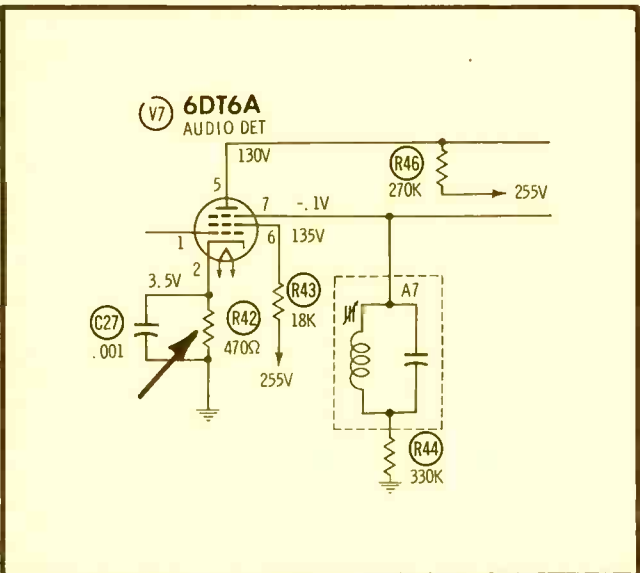 V7 6DT6A
AUDIO DET
130V
R46
270K
255V
5
7
-.1V
1
6
135V
2
3.5V
A7
R43
18K
C27
.001
R42
470Ω
255V
R44
330K